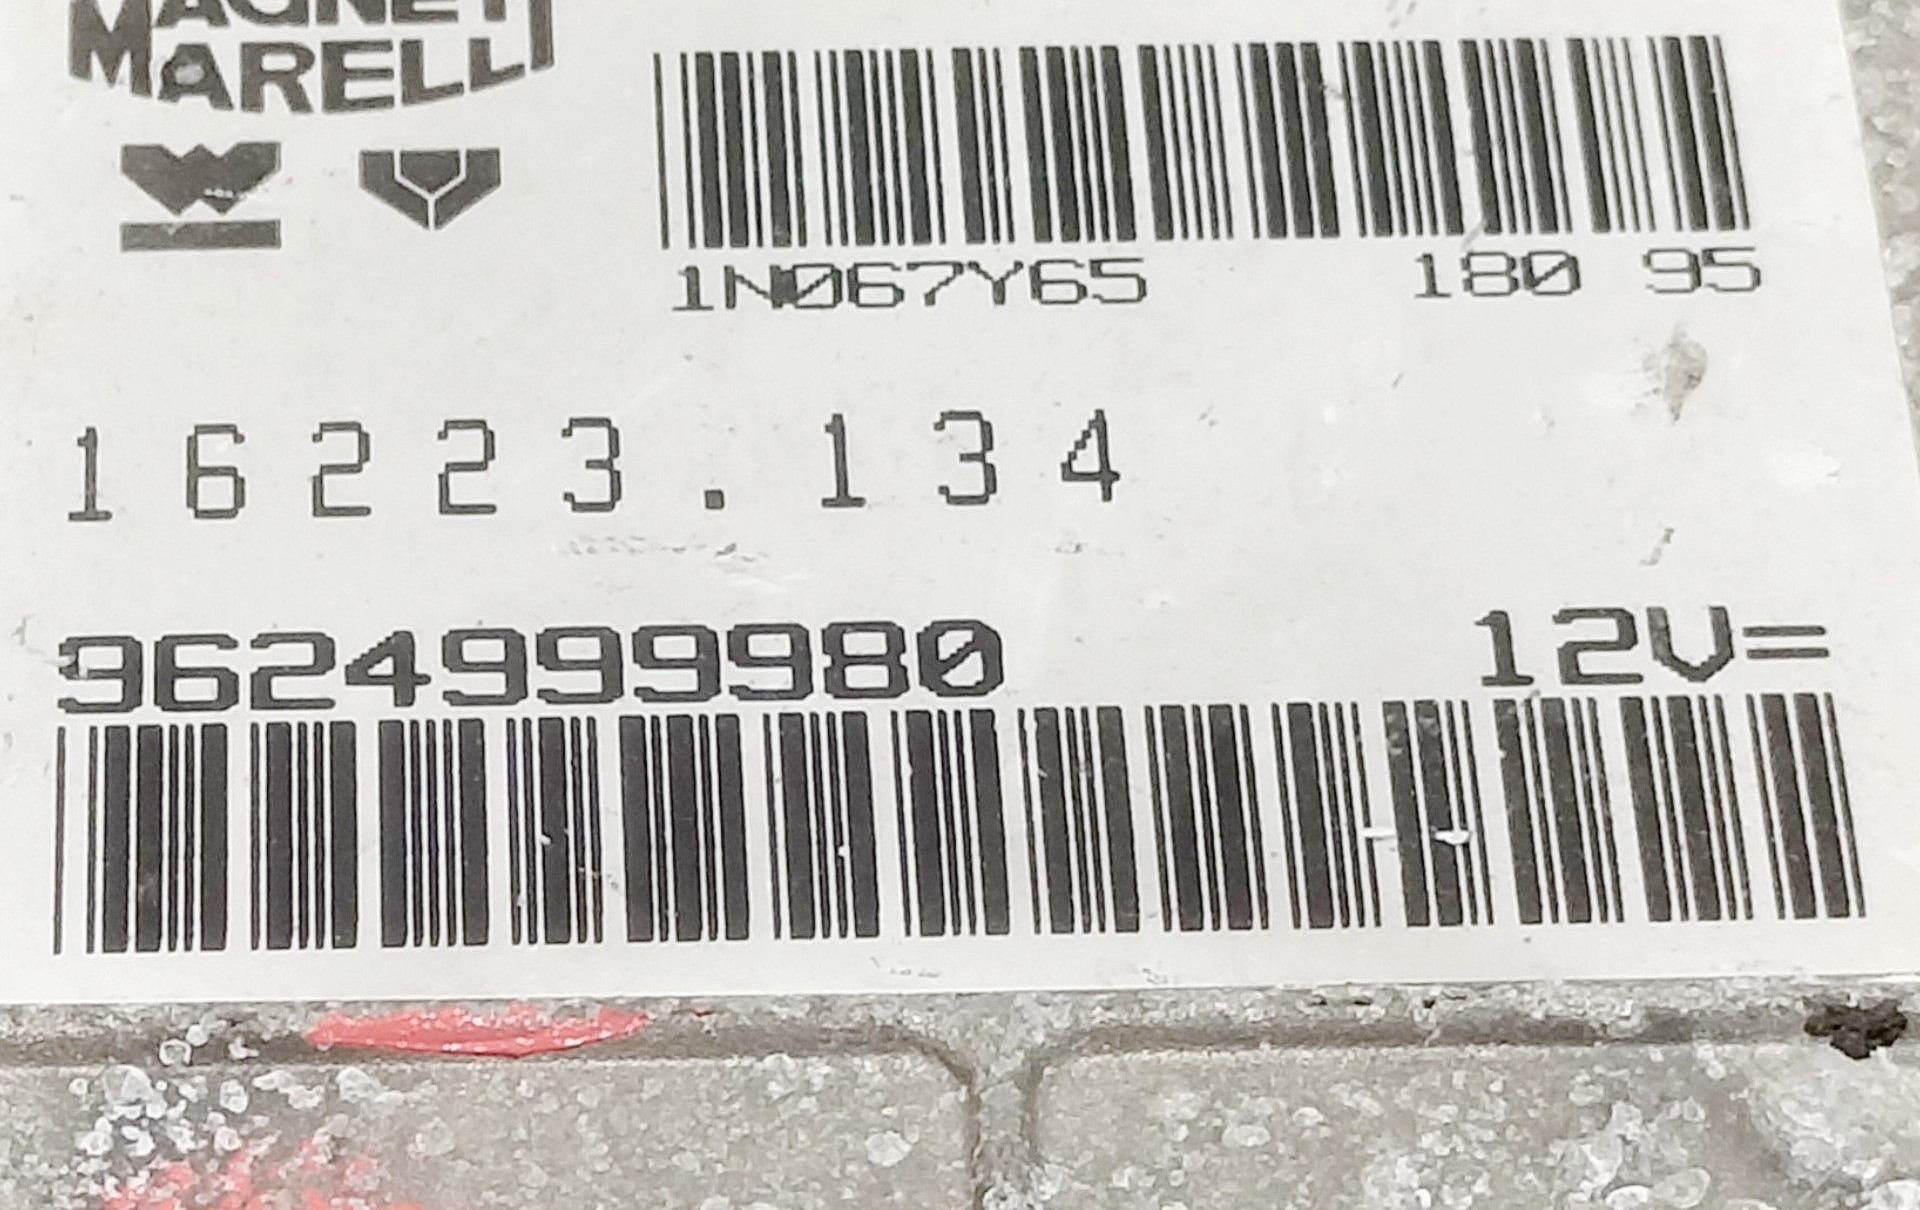 MAGNETI
MARELLI
1N067Y65 180 95
16223.134
9624999980 12V=